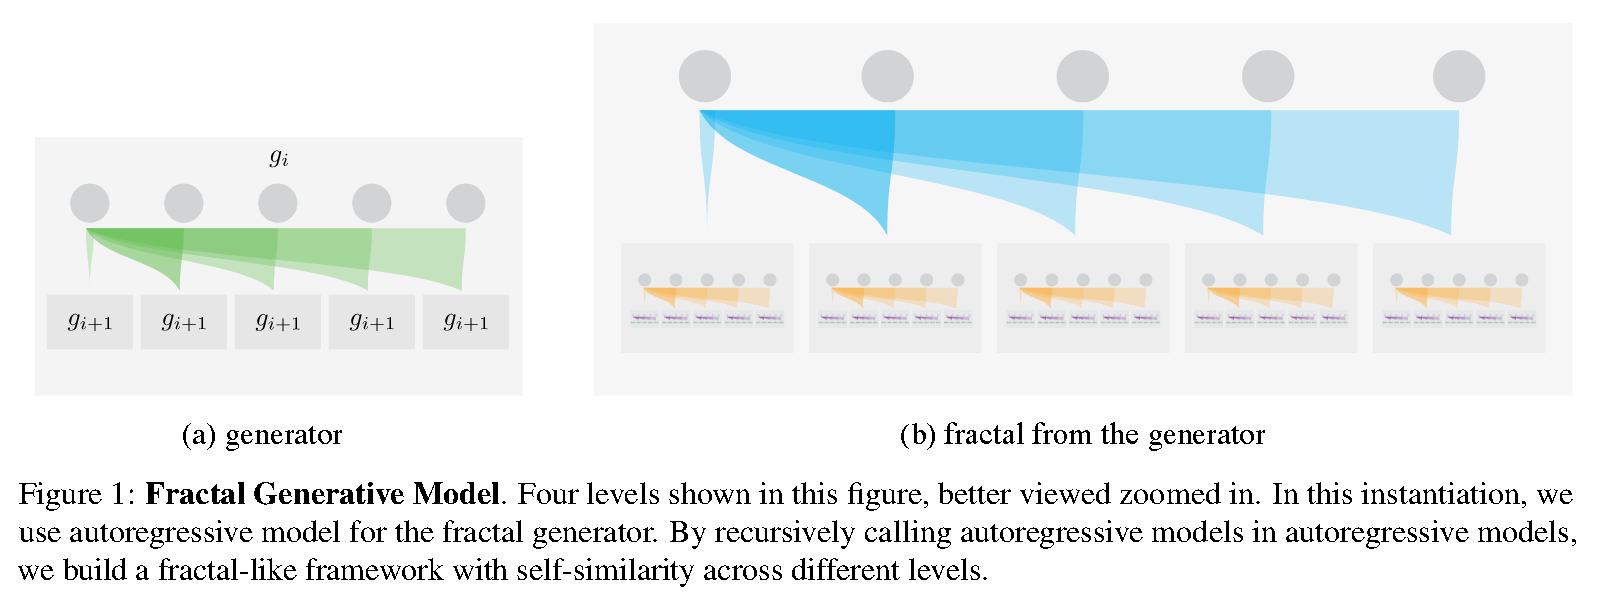 g_i
g_{i+1} g_{i+1} g_{i+1} g_{i+1} g_{i+1}
(a) generator
(b) fractal from the generator
Figure 1: Fractal Generative Model. Four levels shown in this figure, better viewed zoomed in. In this instantiation, we
use autoregressive model for the fractal generator. By recursively calling autoregressive models in autoregressive models,
we build a fractal-like framework with self-similarity across different levels.